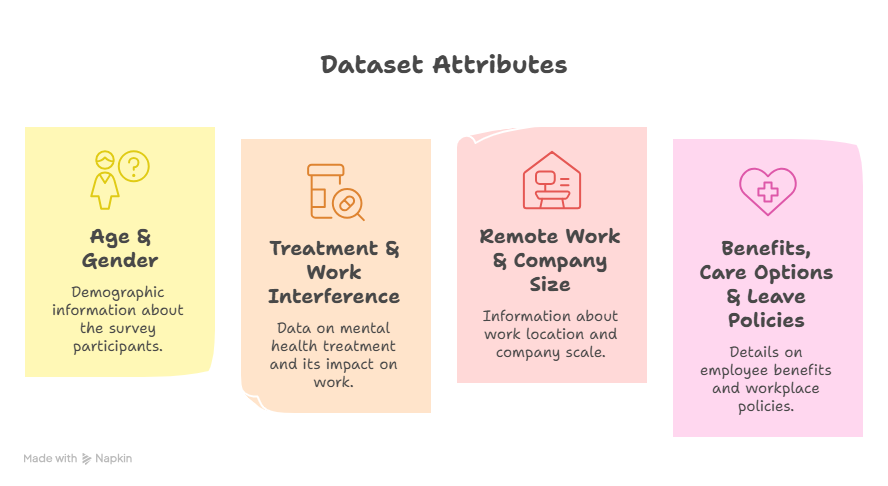 Dataset Attributes
Age &
Gender
Demographic
information about
the survey
participants.
Treatment &
Work
Interference
Data on mental
health treatment
and its impact on
work.
Remote Work
& Company
Size
Information about
work location and
company scale.
Benefits,
Care Options
& Leave
Policies
Details on
employee benefits
and workplace
policies.
Made with Napkin